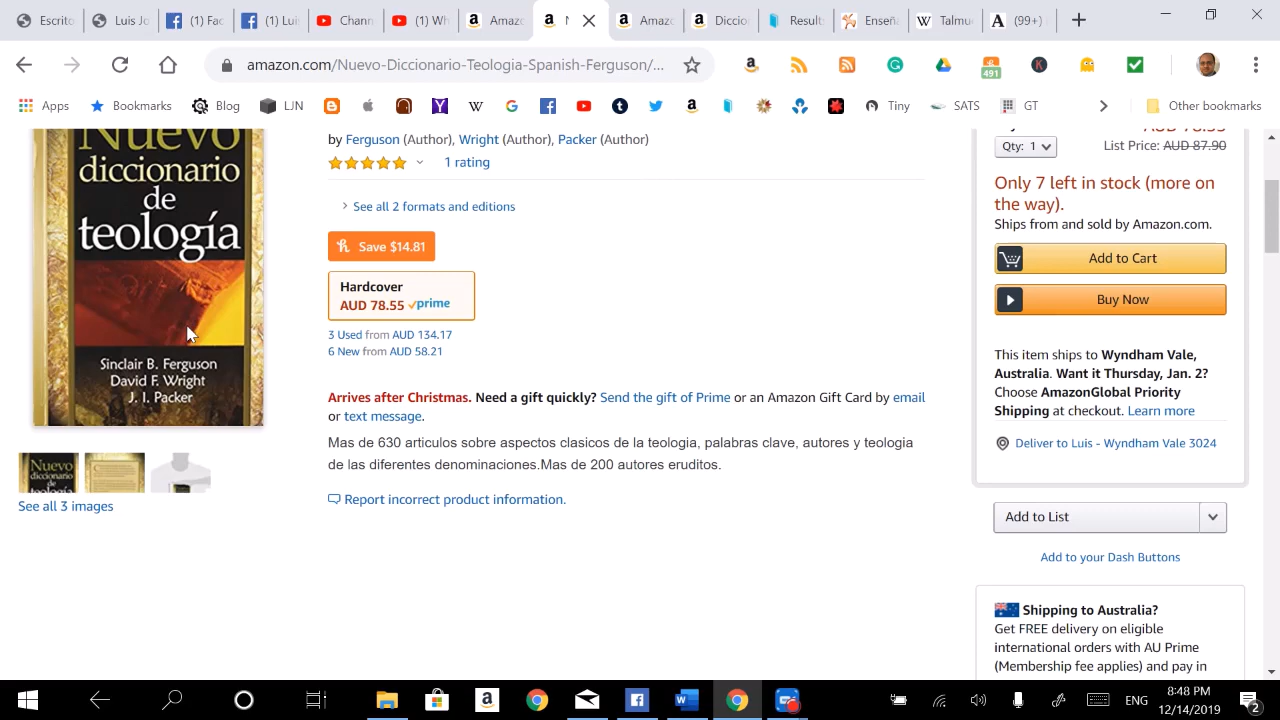 Escrito
Luis Jo
(1) Fac
(1) Luis
Chann
(1) Wh
Amazo
Amazo
Diccio
Results
Enseña
Talmu
(99+)
amazon.com/Nuevo-Diccionario-Teologia-Spanish-Ferguson/...
491
Apps
Bookmarks
Blog
LJN
Tiny
SATS
GT
Other bookmarks
Nuevo
diccionario
de
teología
Sinclair B. Ferguson
David F. Wright
J. I. Packer
See all 3 images
by Ferguson (Author), Wright (Author), Packer (Author)
1 rating
See all 2 formats and editions
Save $14.81
Hardcover
AUD 78.55 prime
3 Used from AUD 134.17
6 New from AUD 58.21
Arrives after Christmas. Need a gift quickly? Send the gift of Prime or an Amazon Gift Card by email
or text message.
Mas de 630 articulos sobre aspectos clasicos de la teologia, palabras clave, autores y teologia
de las diferentes denominaciones.Mas de 200 autores eruditos.
Report incorrect product information.
AUD 78.55
Qty: 1
List Price: AUD 87.90
Only 7 left in stock (more on
the way).
Ships from and sold by Amazon.com.
Add to Cart
Buy Now
This item ships to Wyndham Vale,
Australia. Want it Thursday, Jan. 2?
Choose AmazonGlobal Priority
Shipping at checkout. Learn more
Deliver to Luis - Wyndham Vale 3024
Add to List
Add to your Dash Buttons
Shipping to Australia?
Get FREE delivery on eligible
international orders with AU Prime
(Membership fee applies) and pay in
ENG
8:48 PM
12/14/2019
2